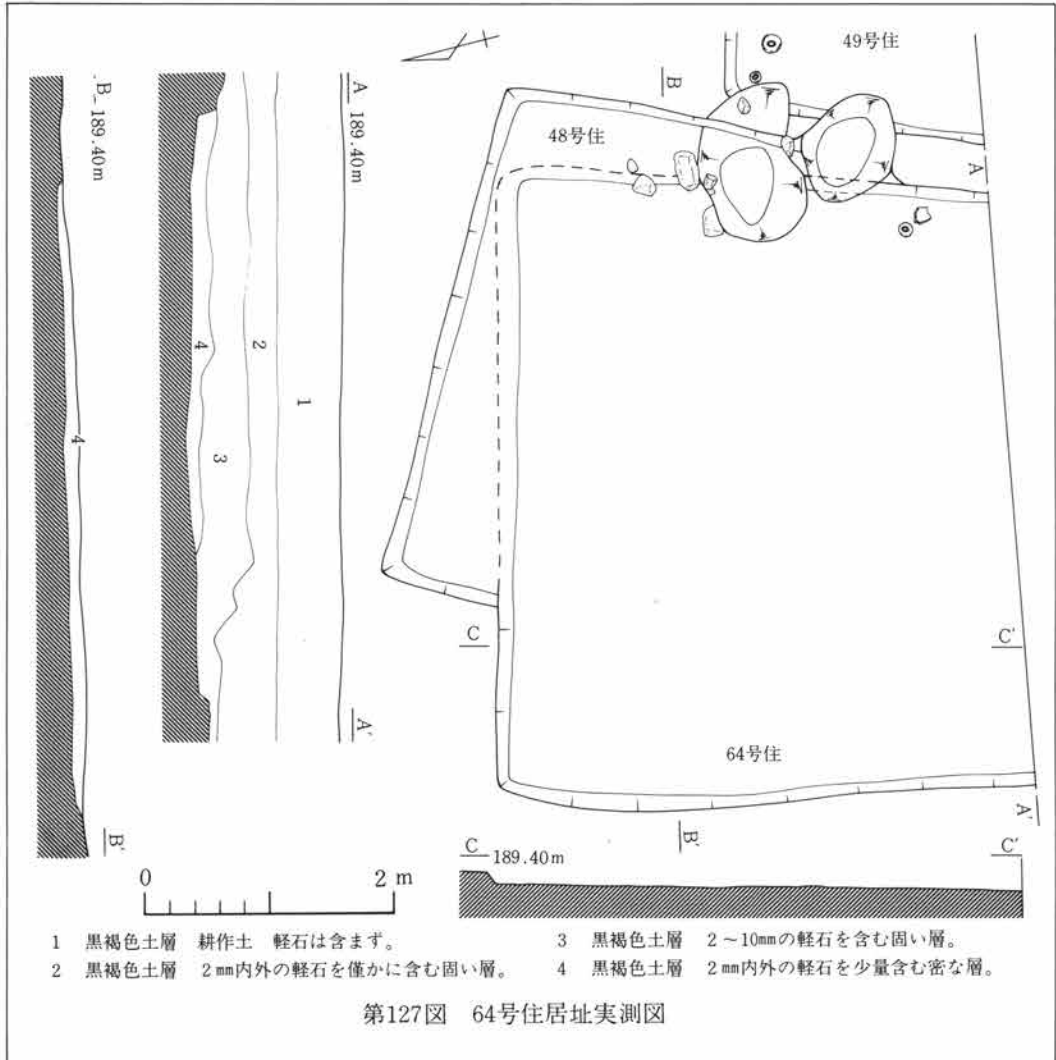 49号住
48号住
64号住
B
B'
189.40m
4
A
A'
189.40m
1
2
3
4
B
A
C
C'
B'
A'
C
189.40m
C'
0
2 m
1 黒褐色土層 耕作土 軽石は含まず。
2 黒褐色土層 2㎜内外の軽石を僅かに含む固い層。
3 黒褐色土層 2～10㎜の軽石を含む固い層。
4 黒褐色土層 2㎜内外の軽石を少量含む密な層。
第127図 64号住居址実測図